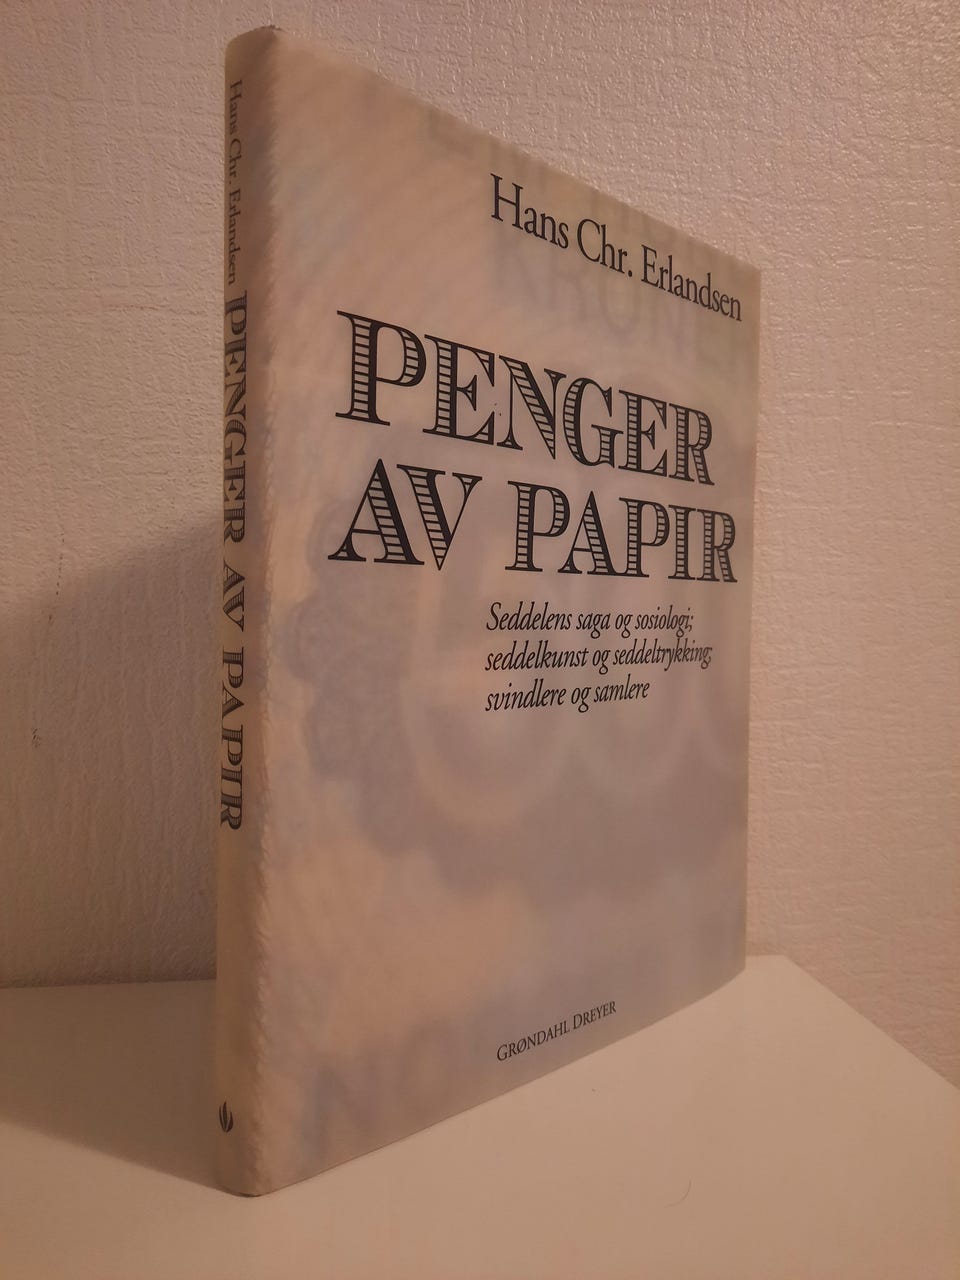 Hans Chr. Erlandsen PENGER AV PAPIR
Hans Chr. Erlandsen
PENGER
AV PAPIR
Seddelens saga og sosiologi;
seddelkunst og seddeltrykking;
svindlere og samlere
GRØNDAHL DREYER